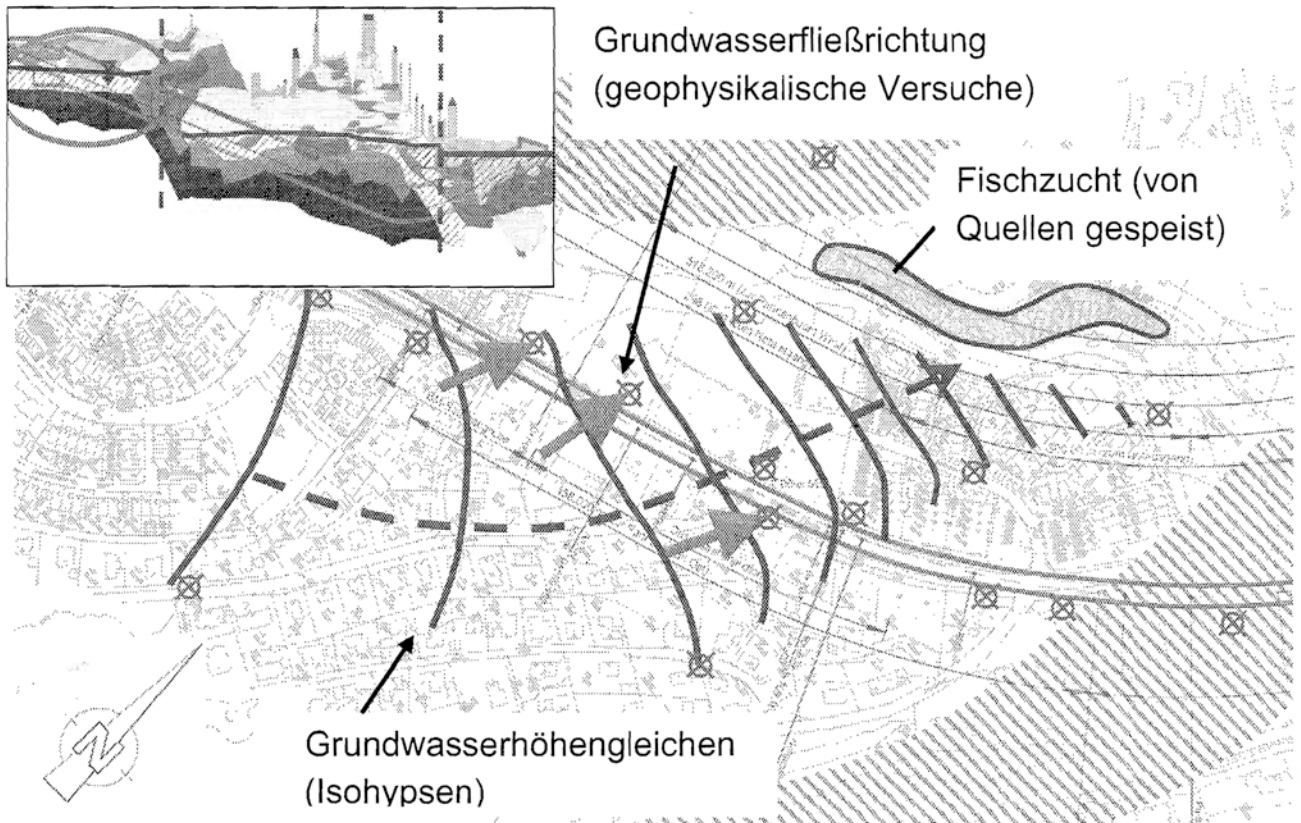 Grundwasserfließrichtung
(geophysikalische Versuche)
Fischzucht (von
Quellen gespeist)
Grundwasserhöhengleichen
(Isohypsen)
N